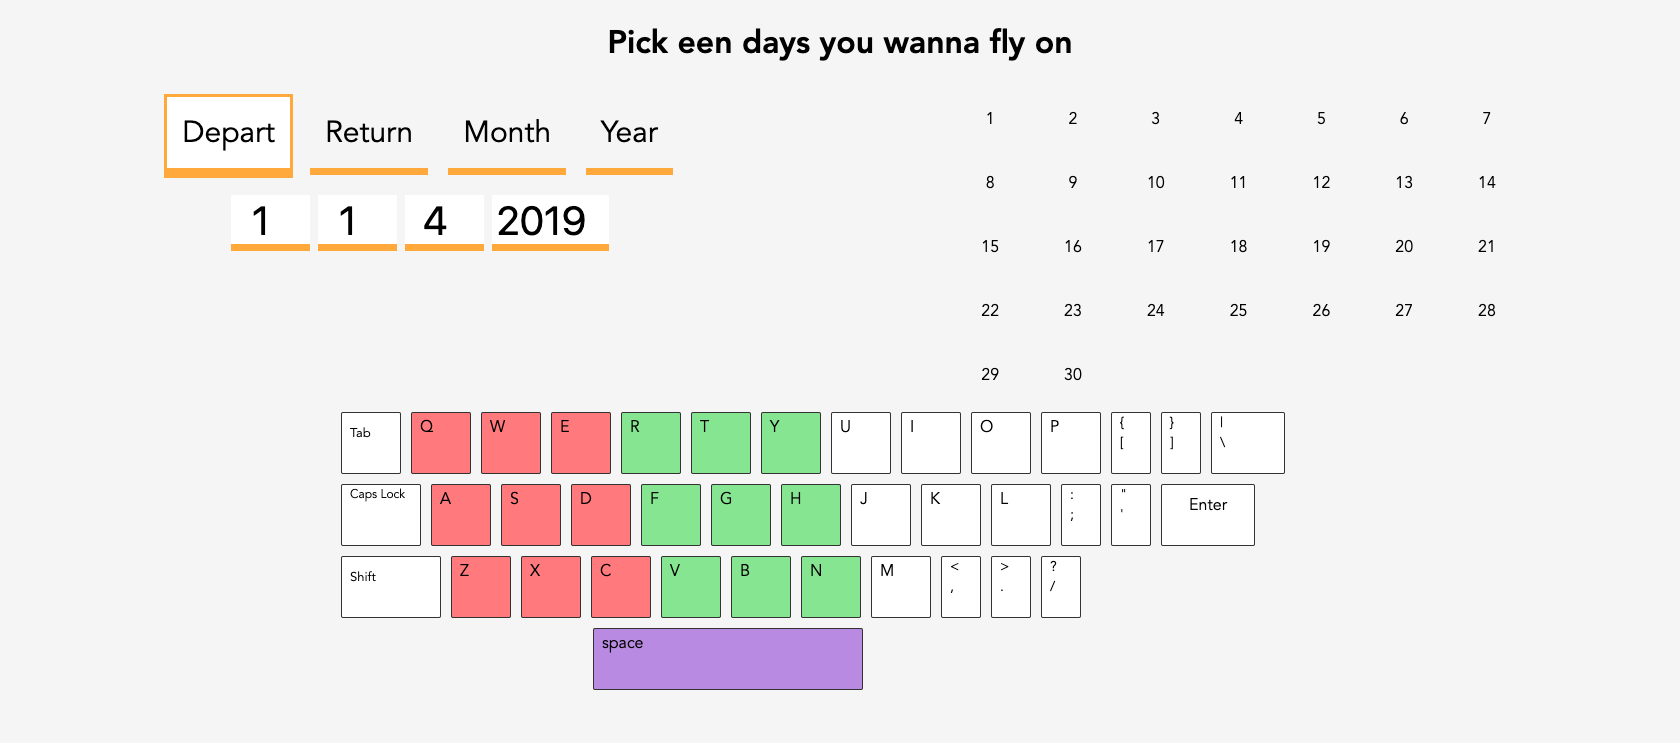 Pick een days you wanna fly on
Depart Return Month Year
1 1 4 2019
1 2 3 4 5 6 7
8 9 10 11 12 13 14
15 16 17 18 19 20 21
22 23 24 25 26 27 28
29 30
Tab Q W E R T Y U I O P { [ } ] | \
Caps Lock A S D F G H J K L : ; " ' Enter
Shift Z X C V B N M < , > . ? /
space